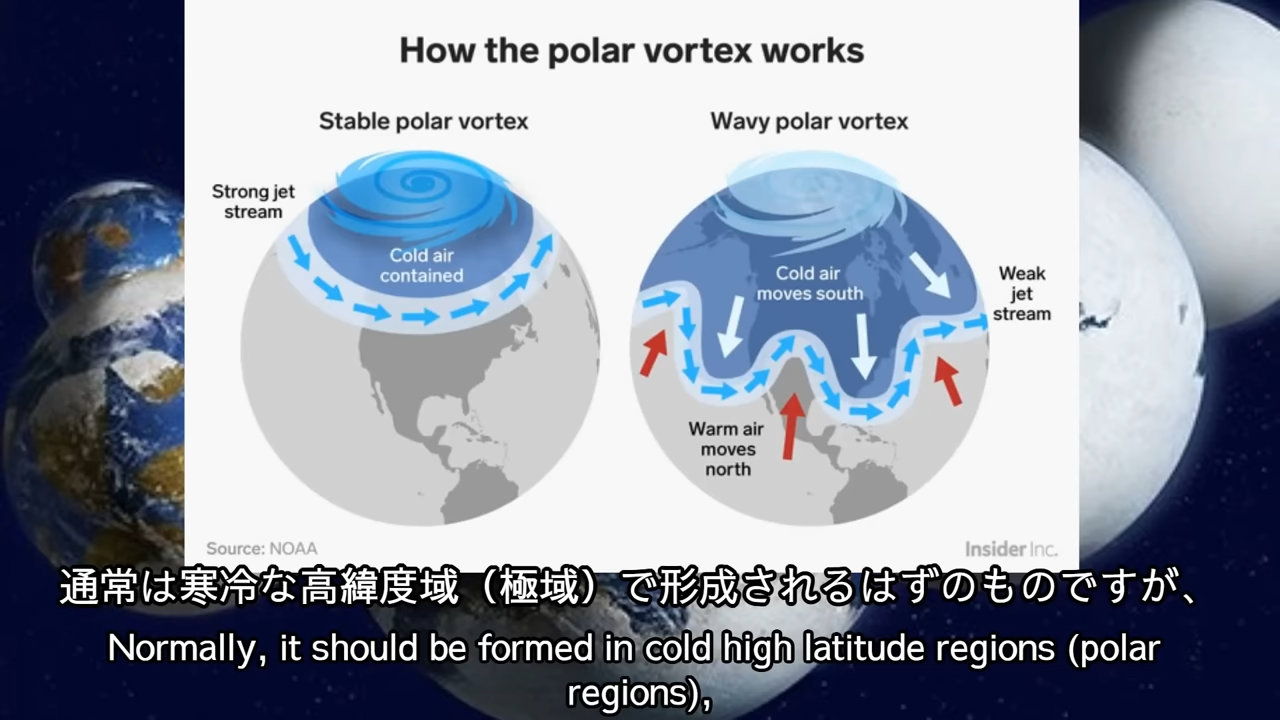 How the polar vortex works
Stable polar vortex
Strong jet
stream
Cold air
contained
Wavy polar vortex
Cold air
moves south
Weak
jet
stream
Warm air
moves
north
Source: NOAA
Insider Inc.
通常は寒冷な高緯度域（極域）で形成されるはずのものですが、
Normally, it should be formed in cold high latitude regions (polar
regions),